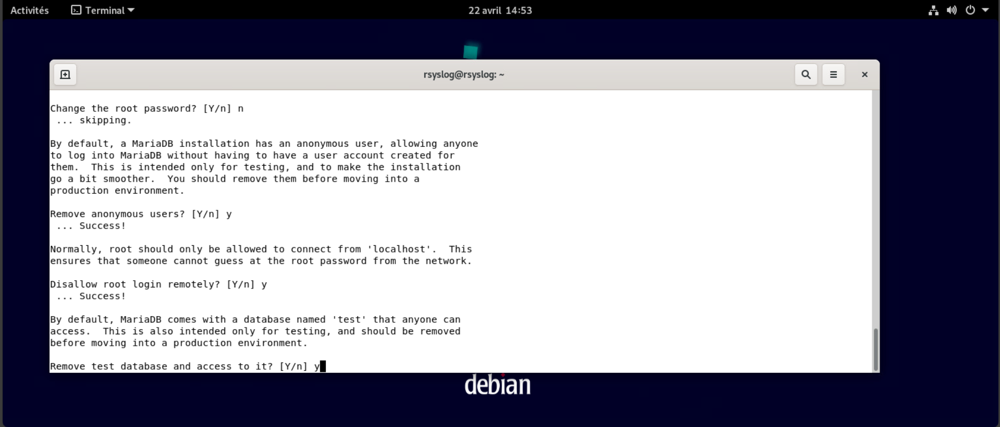 Activités Terminal 22 avril 14:53
rsyslog@rsyslog: ~
Change the root password? [Y/n] n
 ... skipping.
By default, a MariaDB installation has an anonymous user, allowing anyone
to log into MariaDB without having to have a user account created for
them.  This is intended only for testing, and to make the installation
go a bit smoother.  You should remove them before moving into a
production environment.
Remove anonymous users? [Y/n] y
 ... Success!
Normally, root should only be allowed to connect from 'localhost'.  This
ensures that someone cannot guess at the root password from the network.
Disallow root login remotely? [Y/n] y
 ... Success!
By default, MariaDB comes with a database named 'test' that anyone can
access.  This is also intended only for testing, and should be removed
before moving into a production environment.
Remove test database and access to it? [Y/n] y
debian